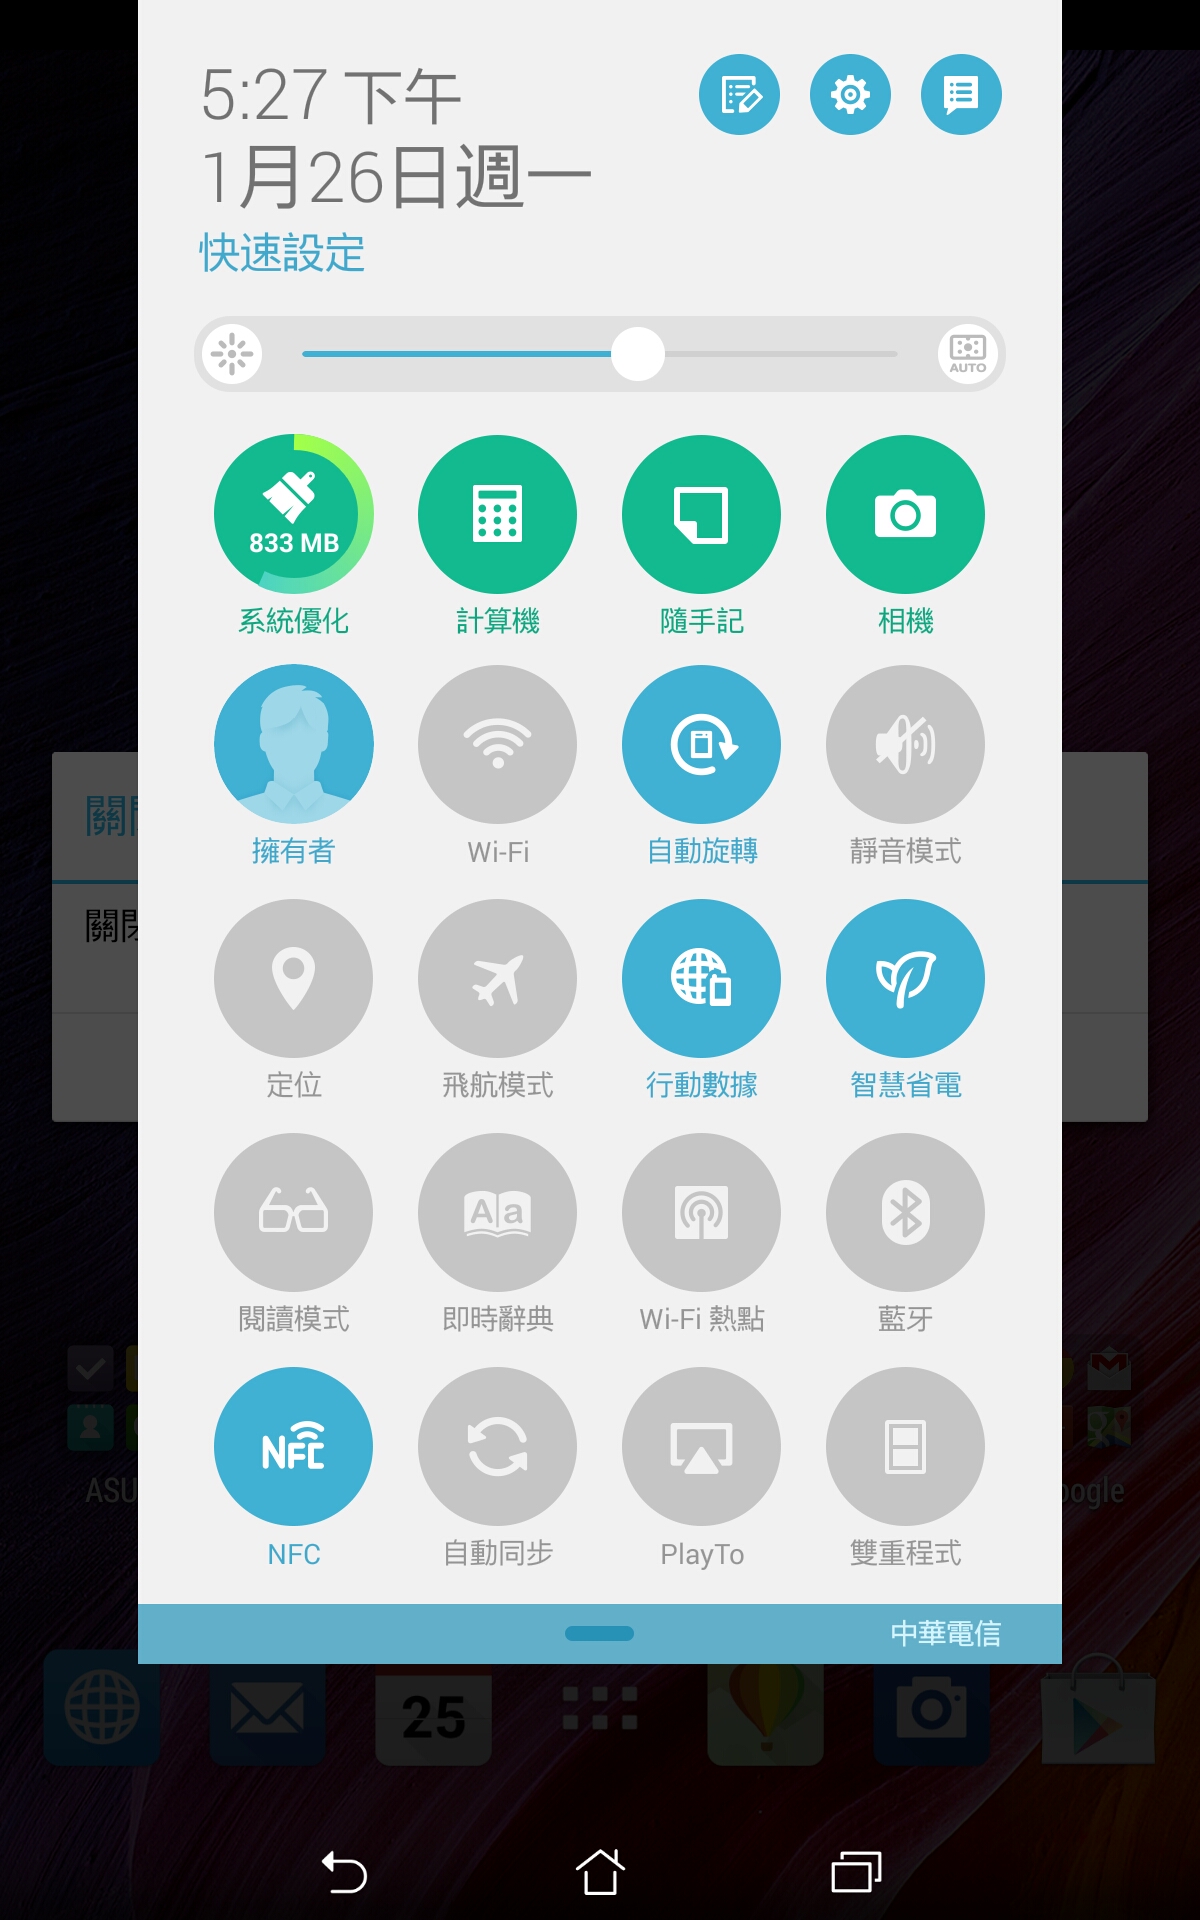 5:27 下午
1月26日週一
快速設定
AUTO
833 MB
系統優化 計算機 隨手記 相機
擁有者 Wi-Fi 自動旋轉 靜音模式
關
關閉
定位 飛航模式 行動數據 智慧省電
Aa
閱讀模式 即時辭典 Wi-Fi 熱點 藍牙
NFC
ASU
oogle
NFC 自動同步 PlayTo 雙重程式
中華電信
25